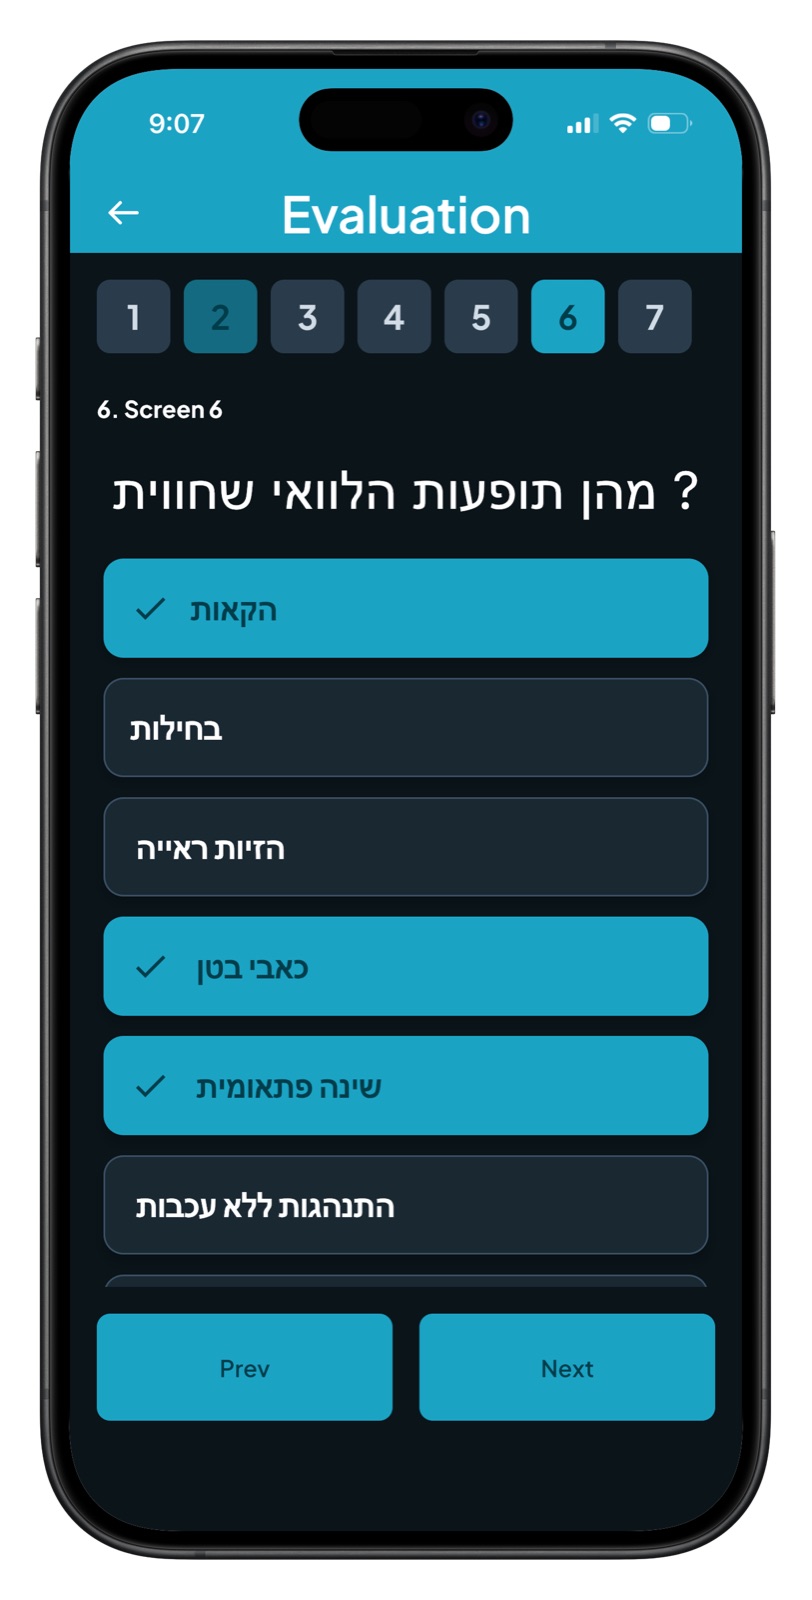 9:07
Evaluation
1 2 3 4 5 6 7
6. Screen 6
מהן תופעות הלוואי שחווית ?
הקאות
בחילות
הזיות ראייה
כאבי בטן
שינה פתאומית
התנהגות ללא עכבות
Prev Next